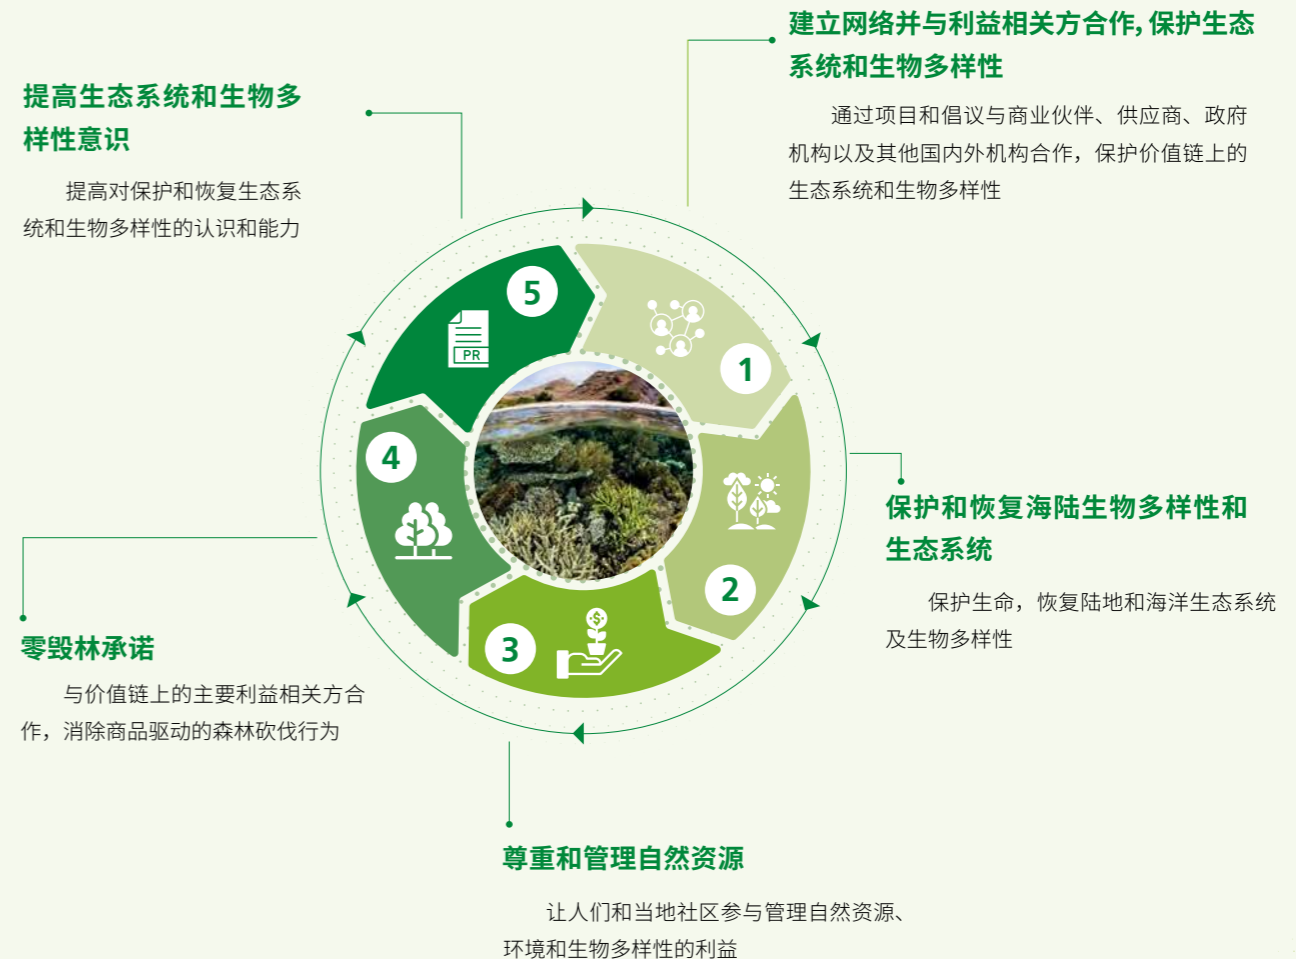 建立网络并与利益相关方合作，保护生态
系统和生物多样性
通过项目和倡议与商业伙伴、供应商、政府
机构以及其他国内外机构合作，保护价值链上的
生态系统和生物多样性
1
保护和恢复海陆生物多样性和
生态系统
保护生命，恢复陆地和海洋生态系统
及生物多样性
2
尊重和管理自然资源
让人们和当地社区参与管理自然资源、
环境和生物多样性的利益
3
$
零毁林承诺
与价值链上的主要利益相关方合
作，消除商品驱动的森林砍伐行为
4
提高生态系统和生物多
样性意识
提高对保护和恢复生态系
统和生物多样性的认识和能力
5
PR